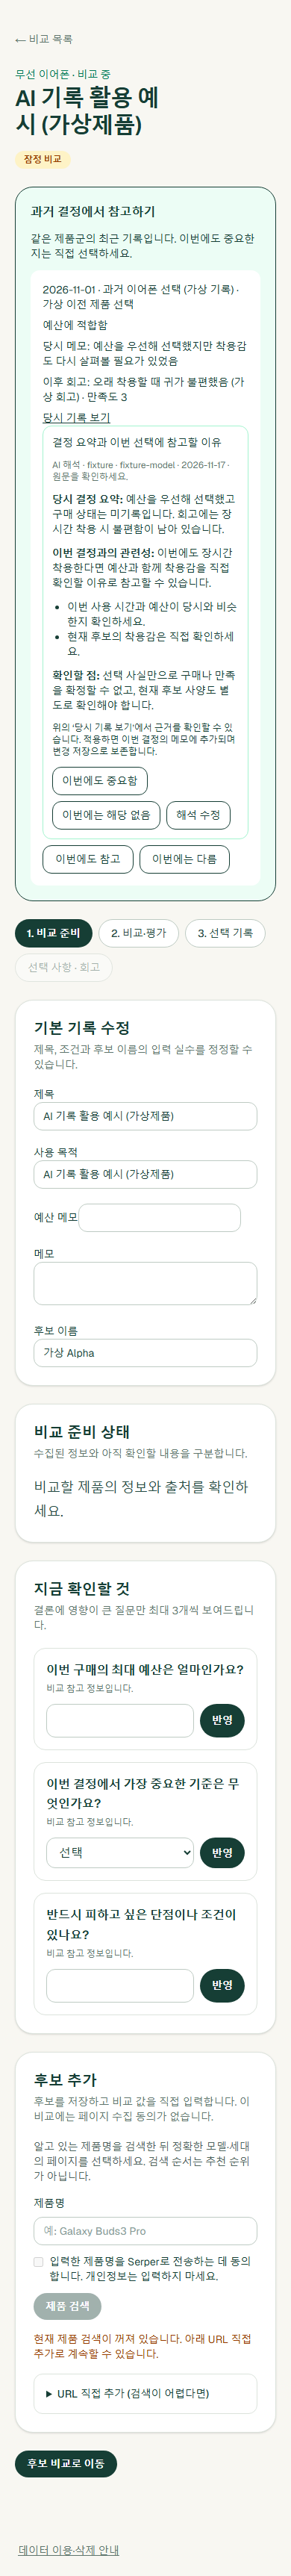 ← 비교 목록
무선 이어폰 · 비교 중
AI 기록 활용 예
시 (가상제품)
잠정 비교
과거 결정에서 참고하기
같은 제품군의 최근 기록입니다. 이번에도 중요한
지는 직접 선택하세요.
2026-11-01 · 과거 이어폰 선택 (가상 기록) ·
가상 이전 제품 선택
예산에 적합함
당시 메모: 예산을 우선해 선택했지만 착용감
도 다시 살펴볼 필요가 있었음
이후 회고: 오래 착용할 때 귀가 불편했음 (가
상 회고) · 만족도 3
당시 기록 보기
결정 요약과 이번 선택에 참고할 이유
AI 해석 · fixture · fixture-model · 2026-11-17 ·
원문을 확인하세요.
당시 결정 요약: 예산을 우선해 선택했고
구매 상태는 미기록입니다. 회고에는 장
시간 착용 시 불편함이 남아 있습니다.
이번 결정과의 관련성: 이번에도 장시간
착용한다면 예산과 함께 착용감을 직접
확인할 이유로 참고할 수 있습니다.
• 이번 사용 시간과 예산이 당시와 비슷
한지 확인하세요.
• 현재 후보의 착용감은 직접 확인하세
요.
확인할 점: 선택 사실만으로 구매나 만족
을 확정할 수 없고, 현재 후보 사양도 별
도로 확인해야 합니다.
위의 '당시 기록 보기'에서 근거를 확인할 수 있
습니다. 적용하면 이번 결정의 메모에 추가되며
변경 저장으로 보존합니다.
이번에도 중요함
이번에는 해당 없음
해석 수정
이번에도 참고
이번에는 다름
1. 비교 준비
2. 비교·평가
3. 선택 기록
선택 사항 · 회고
기본 기록 수정
제목, 조건과 후보 이름의 입력 실수를 정정할 수
있습니다.
제목
AI 기록 활용 예시 (가상제품)
사용 목적
AI 기록 활용 예시 (가상제품)
예산 메모
메모
후보 이름
가상 Alpha
비교 준비 상태
수집된 정보와 아직 확인할 내용을 구분합니다.
비교할 제품의 정보와 출처를 확인하
세요.
지금 확인할 것
결론에 영향이 큰 질문만 최대 3개씩 보여드립니
다.
이번 구매의 최대 예산은 얼마인가요?
비교 참고 정보입니다.
반영
이번 결정에서 가장 중요한 기준은 무
엇인가요?
비교 참고 정보입니다.
선택
반영
반드시 피하고 싶은 단점이나 조건이
있나요?
비교 참고 정보입니다.
반영
후보 추가
후보를 저장하고 비교 값을 직접 입력합니다. 이
비교에는 페이지 수집 동의가 없습니다.
알고 있는 제품명을 검색한 뒤 정확한 모델·세대
의 페이지를 선택하세요. 검색 순서는 추천 순위
가 아닙니다.
제품명
예: Galaxy Buds3 Pro
입력한 제품명을 Serper로 전송하는 데 동의
합니다. 개인정보는 입력하지 마세요.
제품 검색
현재 제품 검색이 꺼져 있습니다. 아래 URL 직접
추가로 계속할 수 있습니다.
▶ URL 직접 추가 (검색이 어렵다면)
후보 비교로 이동
데이터 이용·삭제 안내